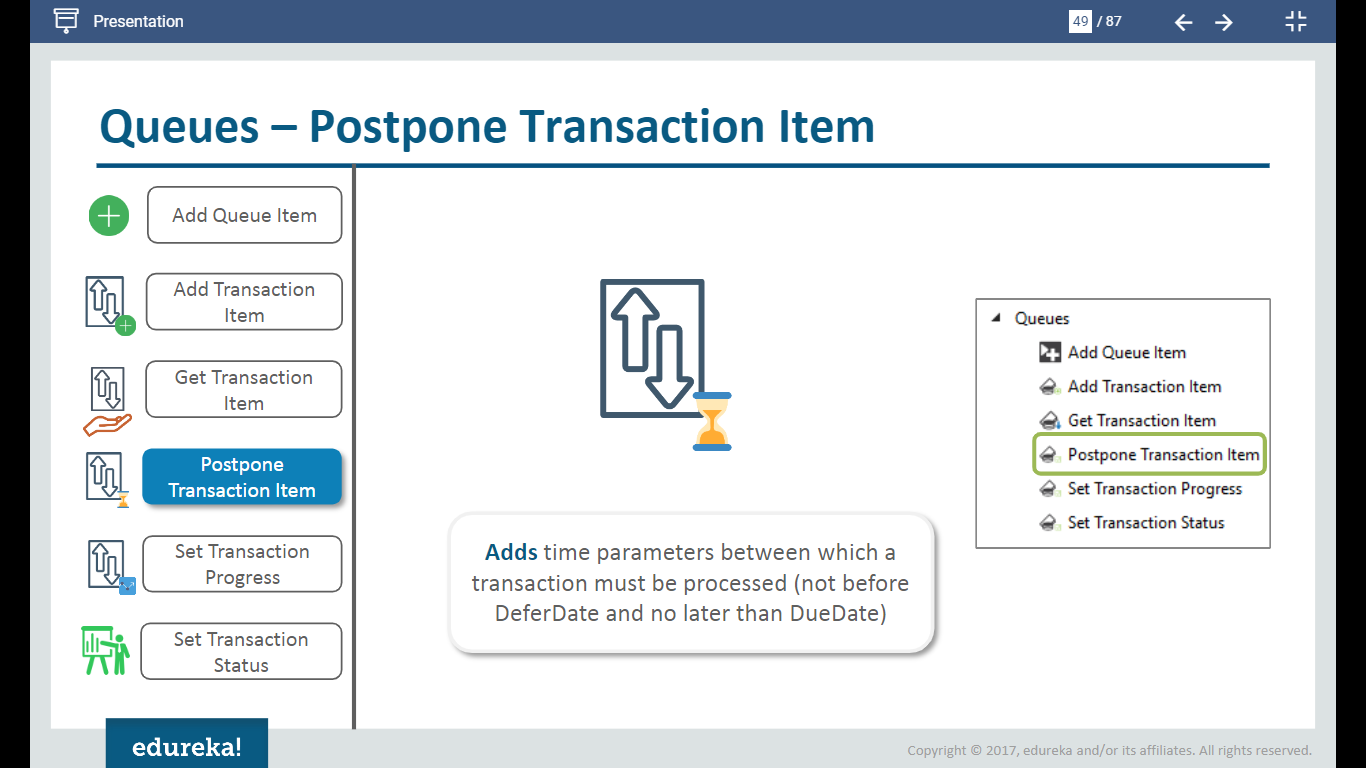 Presentation
49 / 87
Queues – Postpone Transaction Item
Add Queue Item
Add Transaction
Item
Get Transaction
Item
Postpone
Transaction Item
Set Transaction
Progress
Set Transaction
Status
Adds time parameters between which a
transaction must be processed (not before
DeferDate and no later than DueDate)
Queues
Add Queue Item
Add Transaction Item
Get Transaction Item
Postpone Transaction Item
Set Transaction Progress
Set Transaction Status
edureka!
Copyright © 2017, edureka and/or its affiliates. All rights reserved.